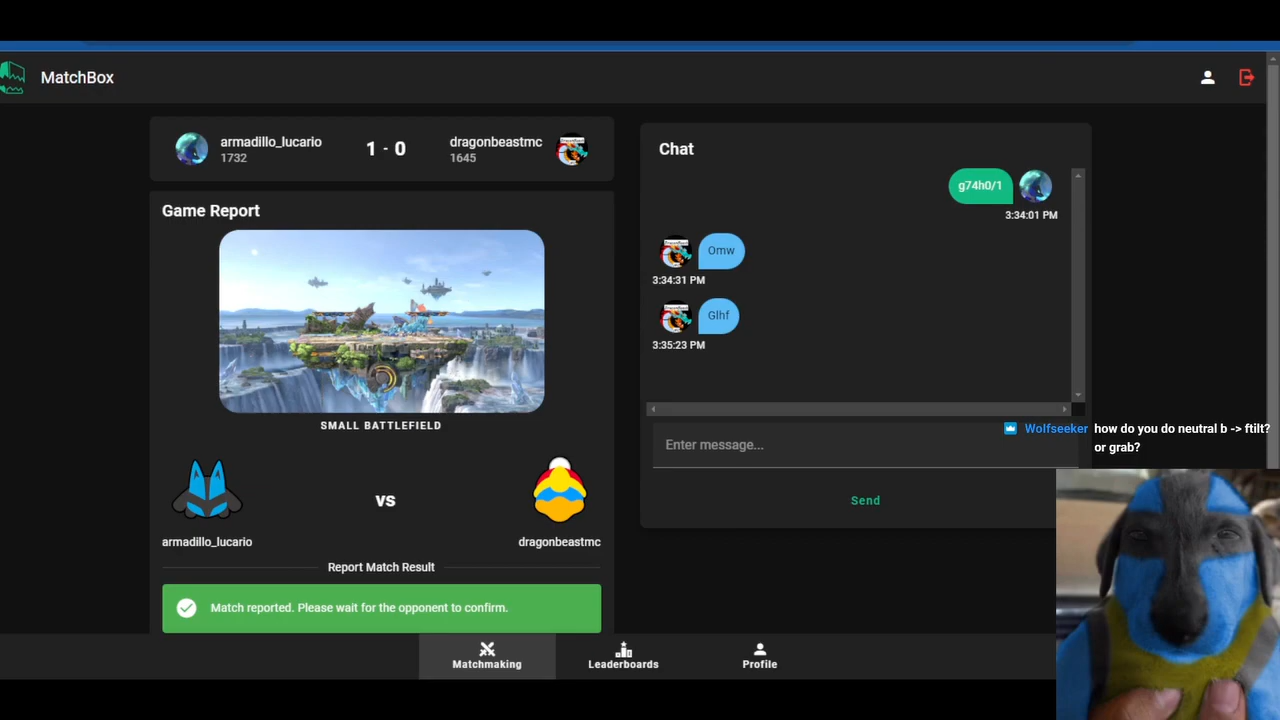 MatchBox
armadillo_lucario
1732
1 - 0
dragonbeastmc
1645
Game Report
SMALL BATTLEFIELD
vs
armadillo_lucario
dragonbeastmc
Report Match Result
Match reported. Please wait for the opponent to confirm.
Chat
g74h0/1
3:34:01 PM
Omw
3:34:31 PM
Glhf
3:35:23 PM
Enter message...
Send
Wolfseeker how do you do neutral b -> ftilt?
or grab?
Matchmaking
Leaderboards
Profile